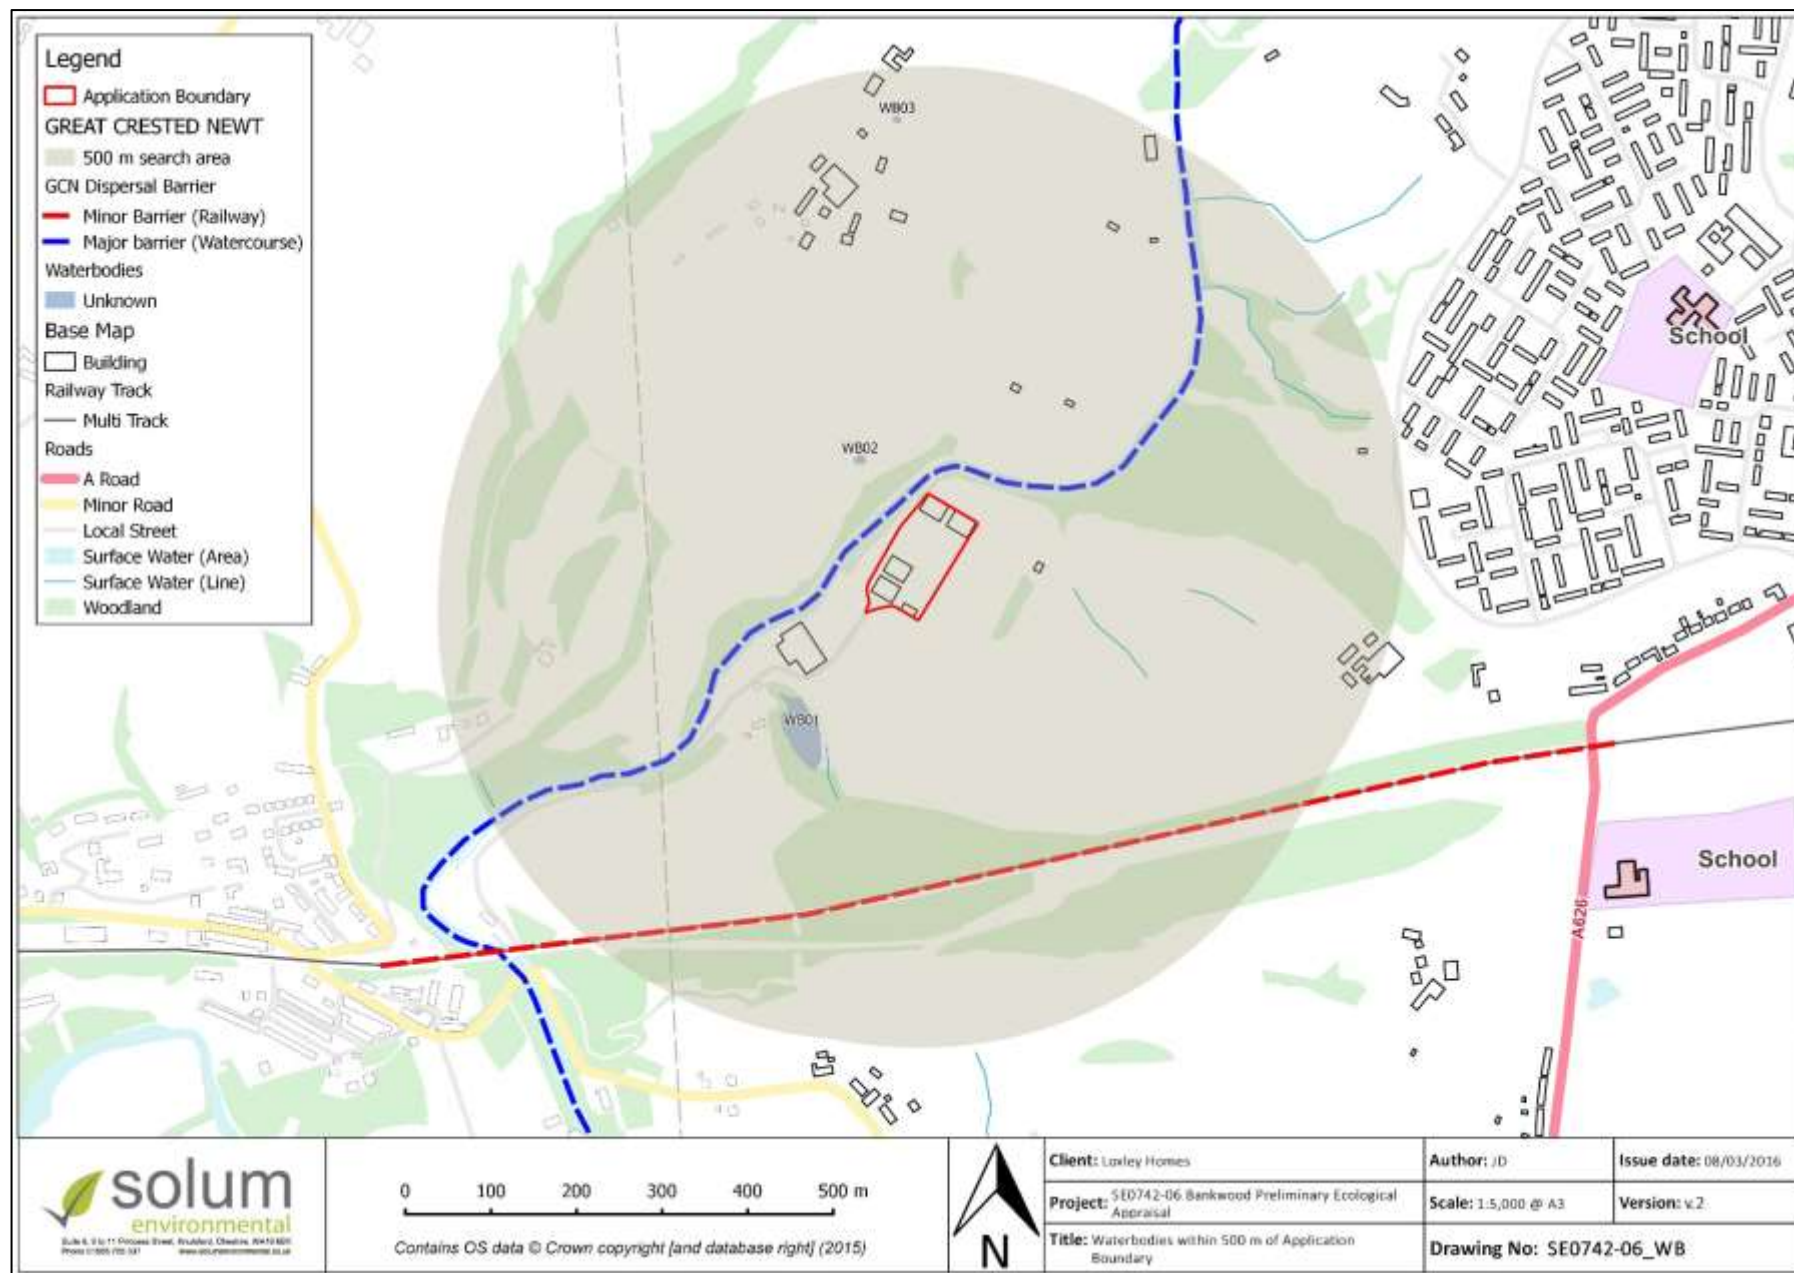 Legend
Application Boundary
GREAT CRESTED NEWT
500 m search area
GCN Dispersal Barrier
Minor Barrier (Railway)
Major barrier (Watercourse)
Waterbodies
Unknown
Base Map
Building
Railway Track
Multi Track
Roads
A Road
Minor Road
Local Street
Surface Water (Area)
Surface Water (Line)
Woodland
WB03
WB02
WB01
School
School
A626
solum
environmental
0 100 200 300 400 500 m
Contains OS data © Crown copyright [and database right] (2015)
N
Client: Loxley Homes
Project: SE0742-06 Bankwood Preliminary Ecological
Appraisal
Title: Waterbodies within 500 m of Application
Boundary
Author: JD
Issue date: 08/03/2016
Scale: 1:5,000 @ A3
Version: v.2
Drawing No: SE0742-06_WB